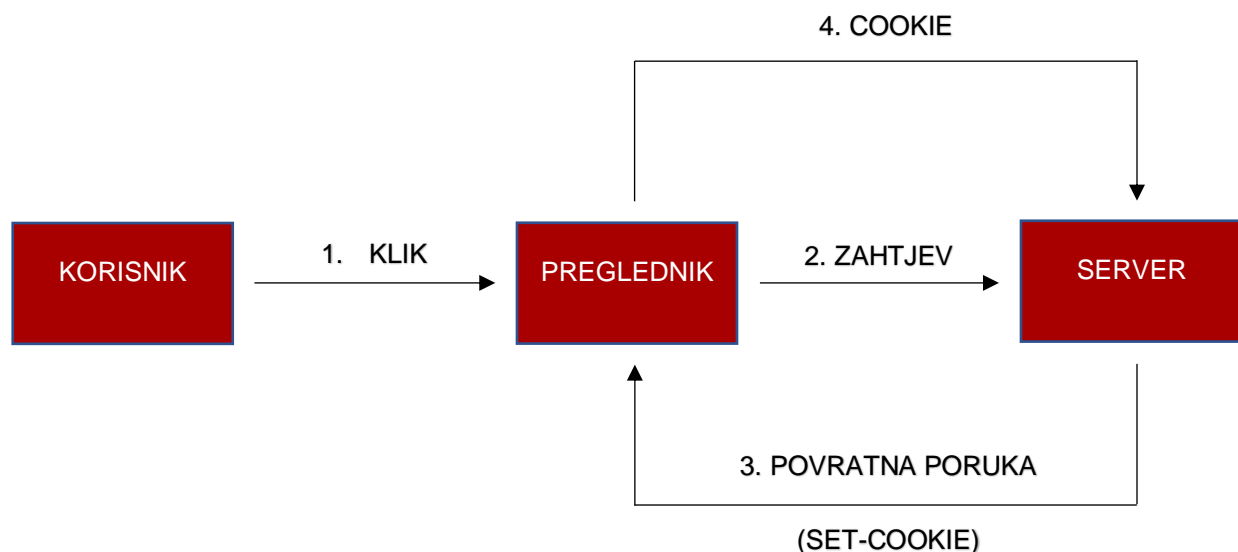 4. COOKIE
KORISNIK
1. KLIK
PREGLEDNIK
2. ZAHTJEV
SERVER
3. POVRATNA PORUKA
(SET-COOKIE)